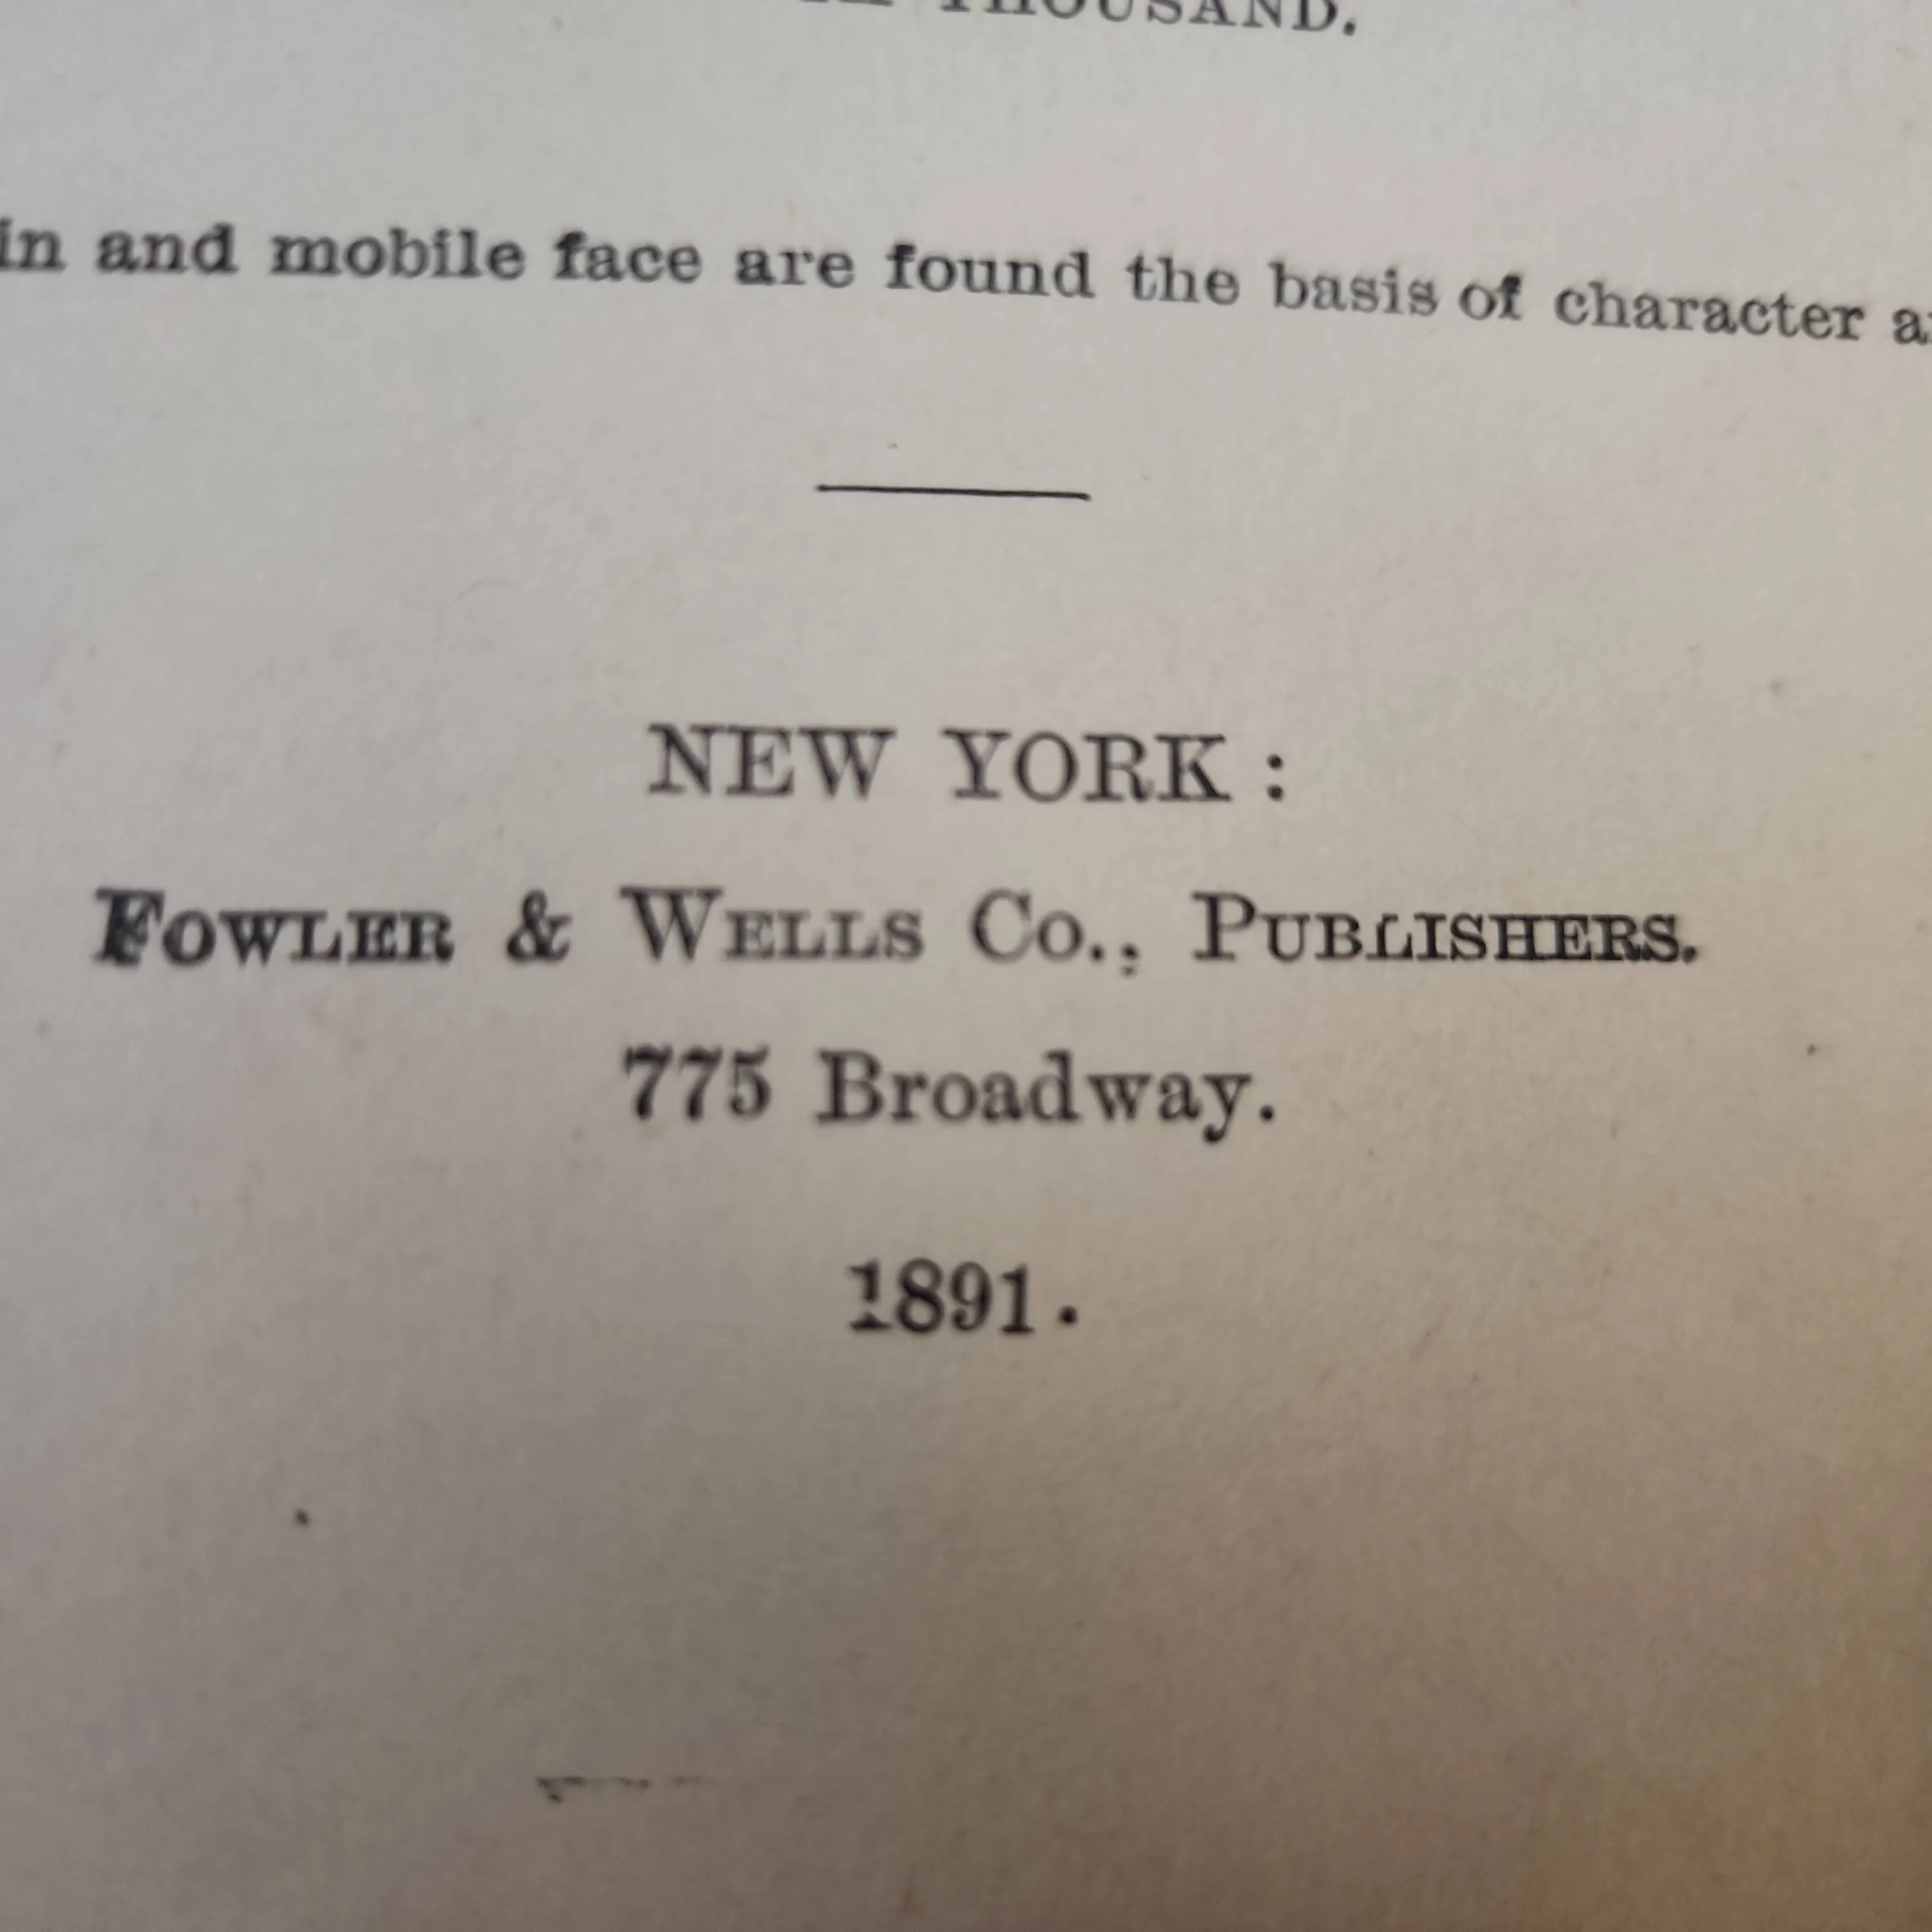 THOUSAND.
in and mobile face are found the basis of character
NEW YORK :
FOWLER & WELLS CO., PUBLISHERS.
775 Broadway.
1891.